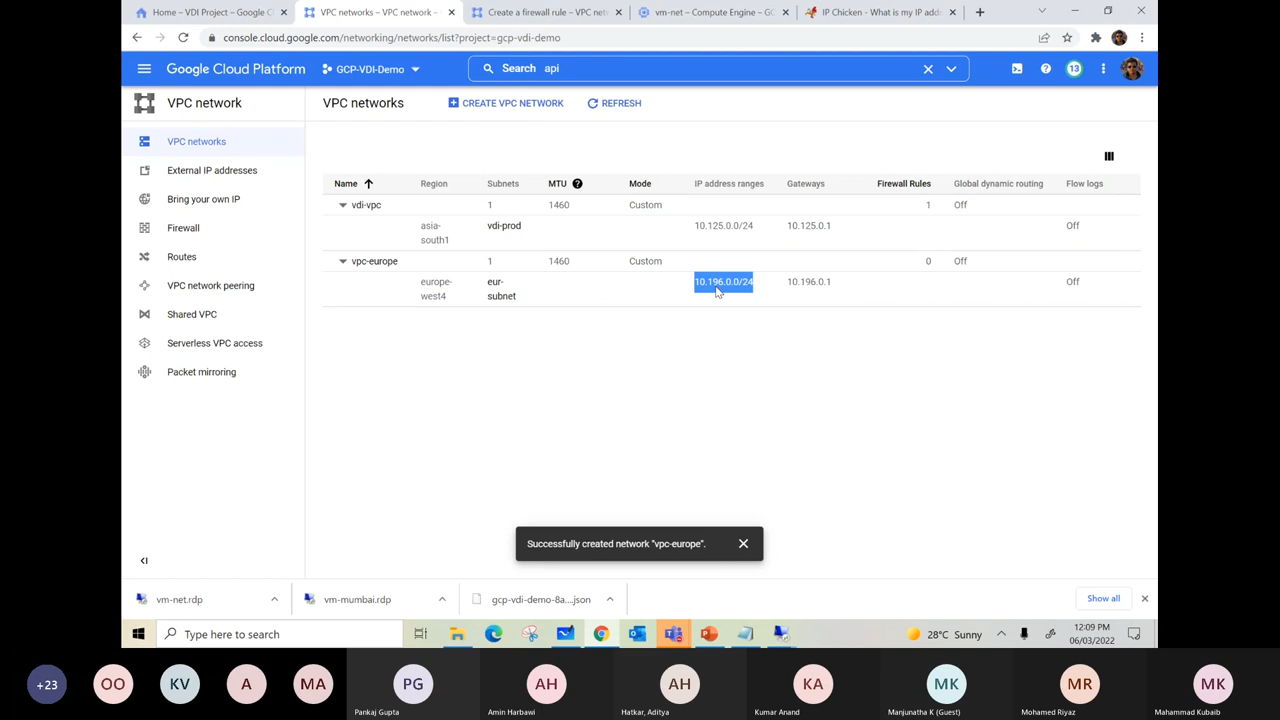 Home – VDI Project – Google C
VPC networks – VPC network –
Create a firewall rule – VPC net
vm-net – Compute Engine – GC
IP Chicken - What is my IP add
console.cloud.google.com/networking/networks/list?project=gcp-vdi-demo
Google Cloud Platform
GCP-VDI-Demo
Search api
13
VPC network
VPC networks
CREATE VPC NETWORK
REFRESH
VPC networks
External IP addresses
Bring your own IP
Firewall
Routes
VPC network peering
Shared VPC
Serverless VPC access
Packet mirroring
Name Region Subnets MTU Mode IP address ranges Gateways Firewall Rules Global dynamic routing Flow logs
vdi-vpc 1 1460 Custom 1 Off
asia-south1 vdi-prod 10.125.0.0/24 10.125.0.1 Off
vpc-europe 1 1460 Custom 0 Off
europe-west4 eur-subnet 10.196.0.0/24 10.196.0.1 Off
Successfully created network "vpc-europe".
vm-net.rdp
vm-mumbai.rdp
gcp-vdi-demo-8a....json
Show all
Type here to search
28°C Sunny
12:09 PM
06/03/2022
+23
OO
KV
A
MA
PG
Pankaj Gupta
AH
Amin Harbawi
AH
Hatkar, Aditya
KA
Kumar Anand
MK
Manjunatha K (Guest)
MR
Mohamed Riyaz
MK
Mahammad Kubaib